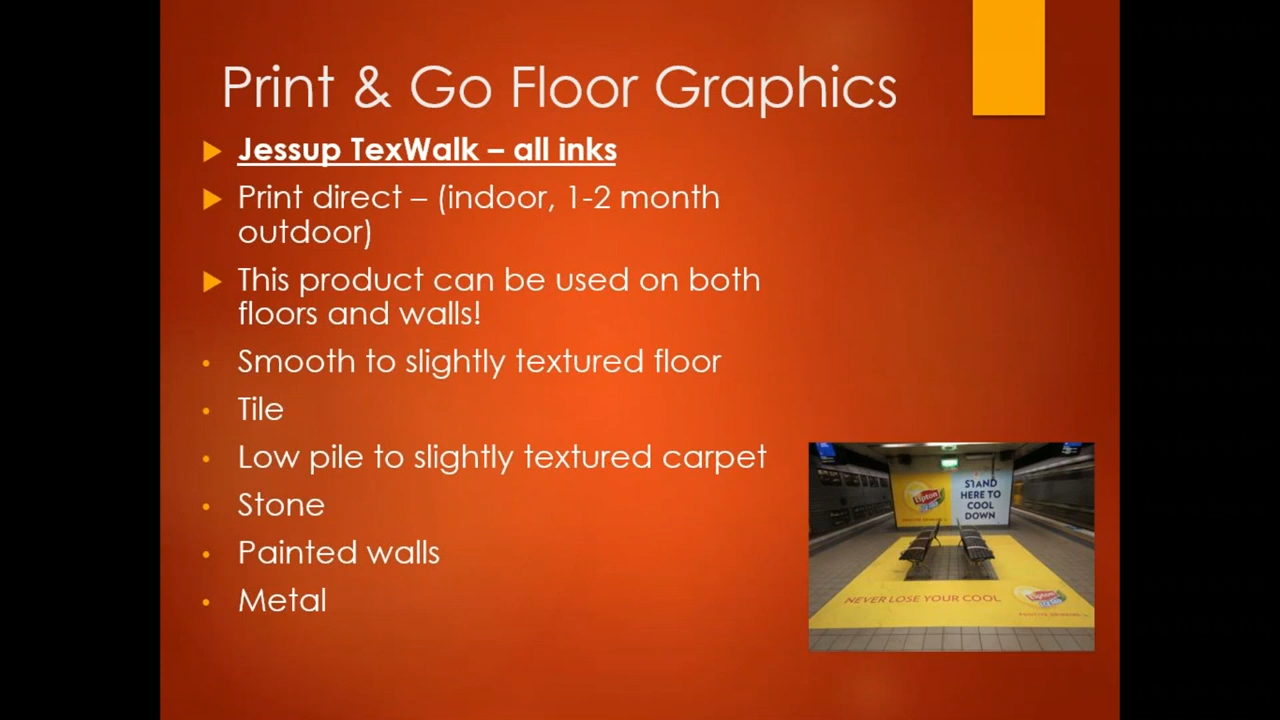 Print & Go Floor Graphics
Jessup TexWalk – all inks
Print direct – (indoor, 1-2 month
outdoor)
This product can be used on both
floors and walls!
Smooth to slightly textured floor
Tile
Low pile to slightly textured carpet
Stone
Painted walls
Metal
Lipton
STAND
HERE TO
COOL
DOWN
NEVER LOSE YOUR COOL
Lipton